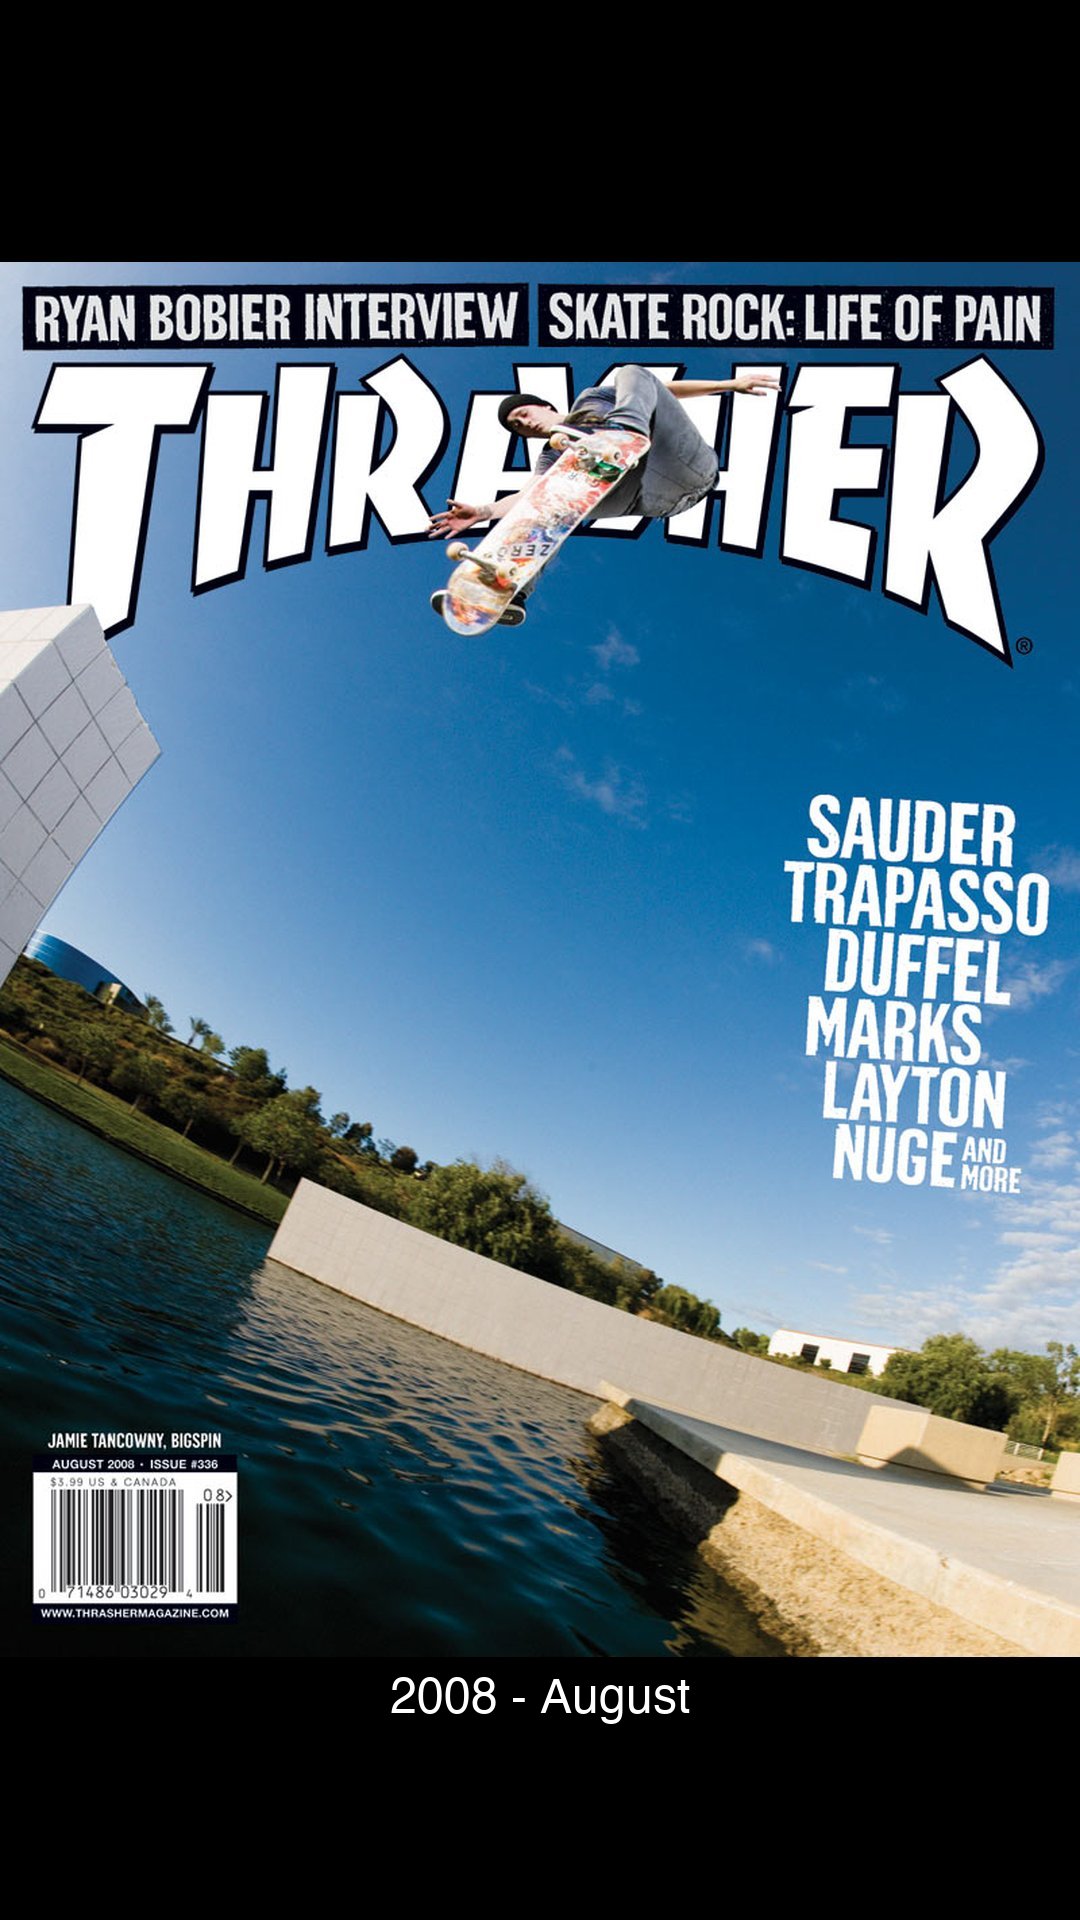 RYAN BOBIER INTERVIEW SKATE ROCK: LIFE OF PAIN
THRASHER®
ZERO
SAUDER
TRAPASSO
DUFFEL
MARKS
LAYTON
NUGE AND MORE
JAMIE TANCOWNY, BIGSPIN
AUGUST 2008 • ISSUE #336
$3.99 US & CANADA
08>
0 71486 03029 4
WWW.THRASHERMAGAZINE.COM
2008 - August